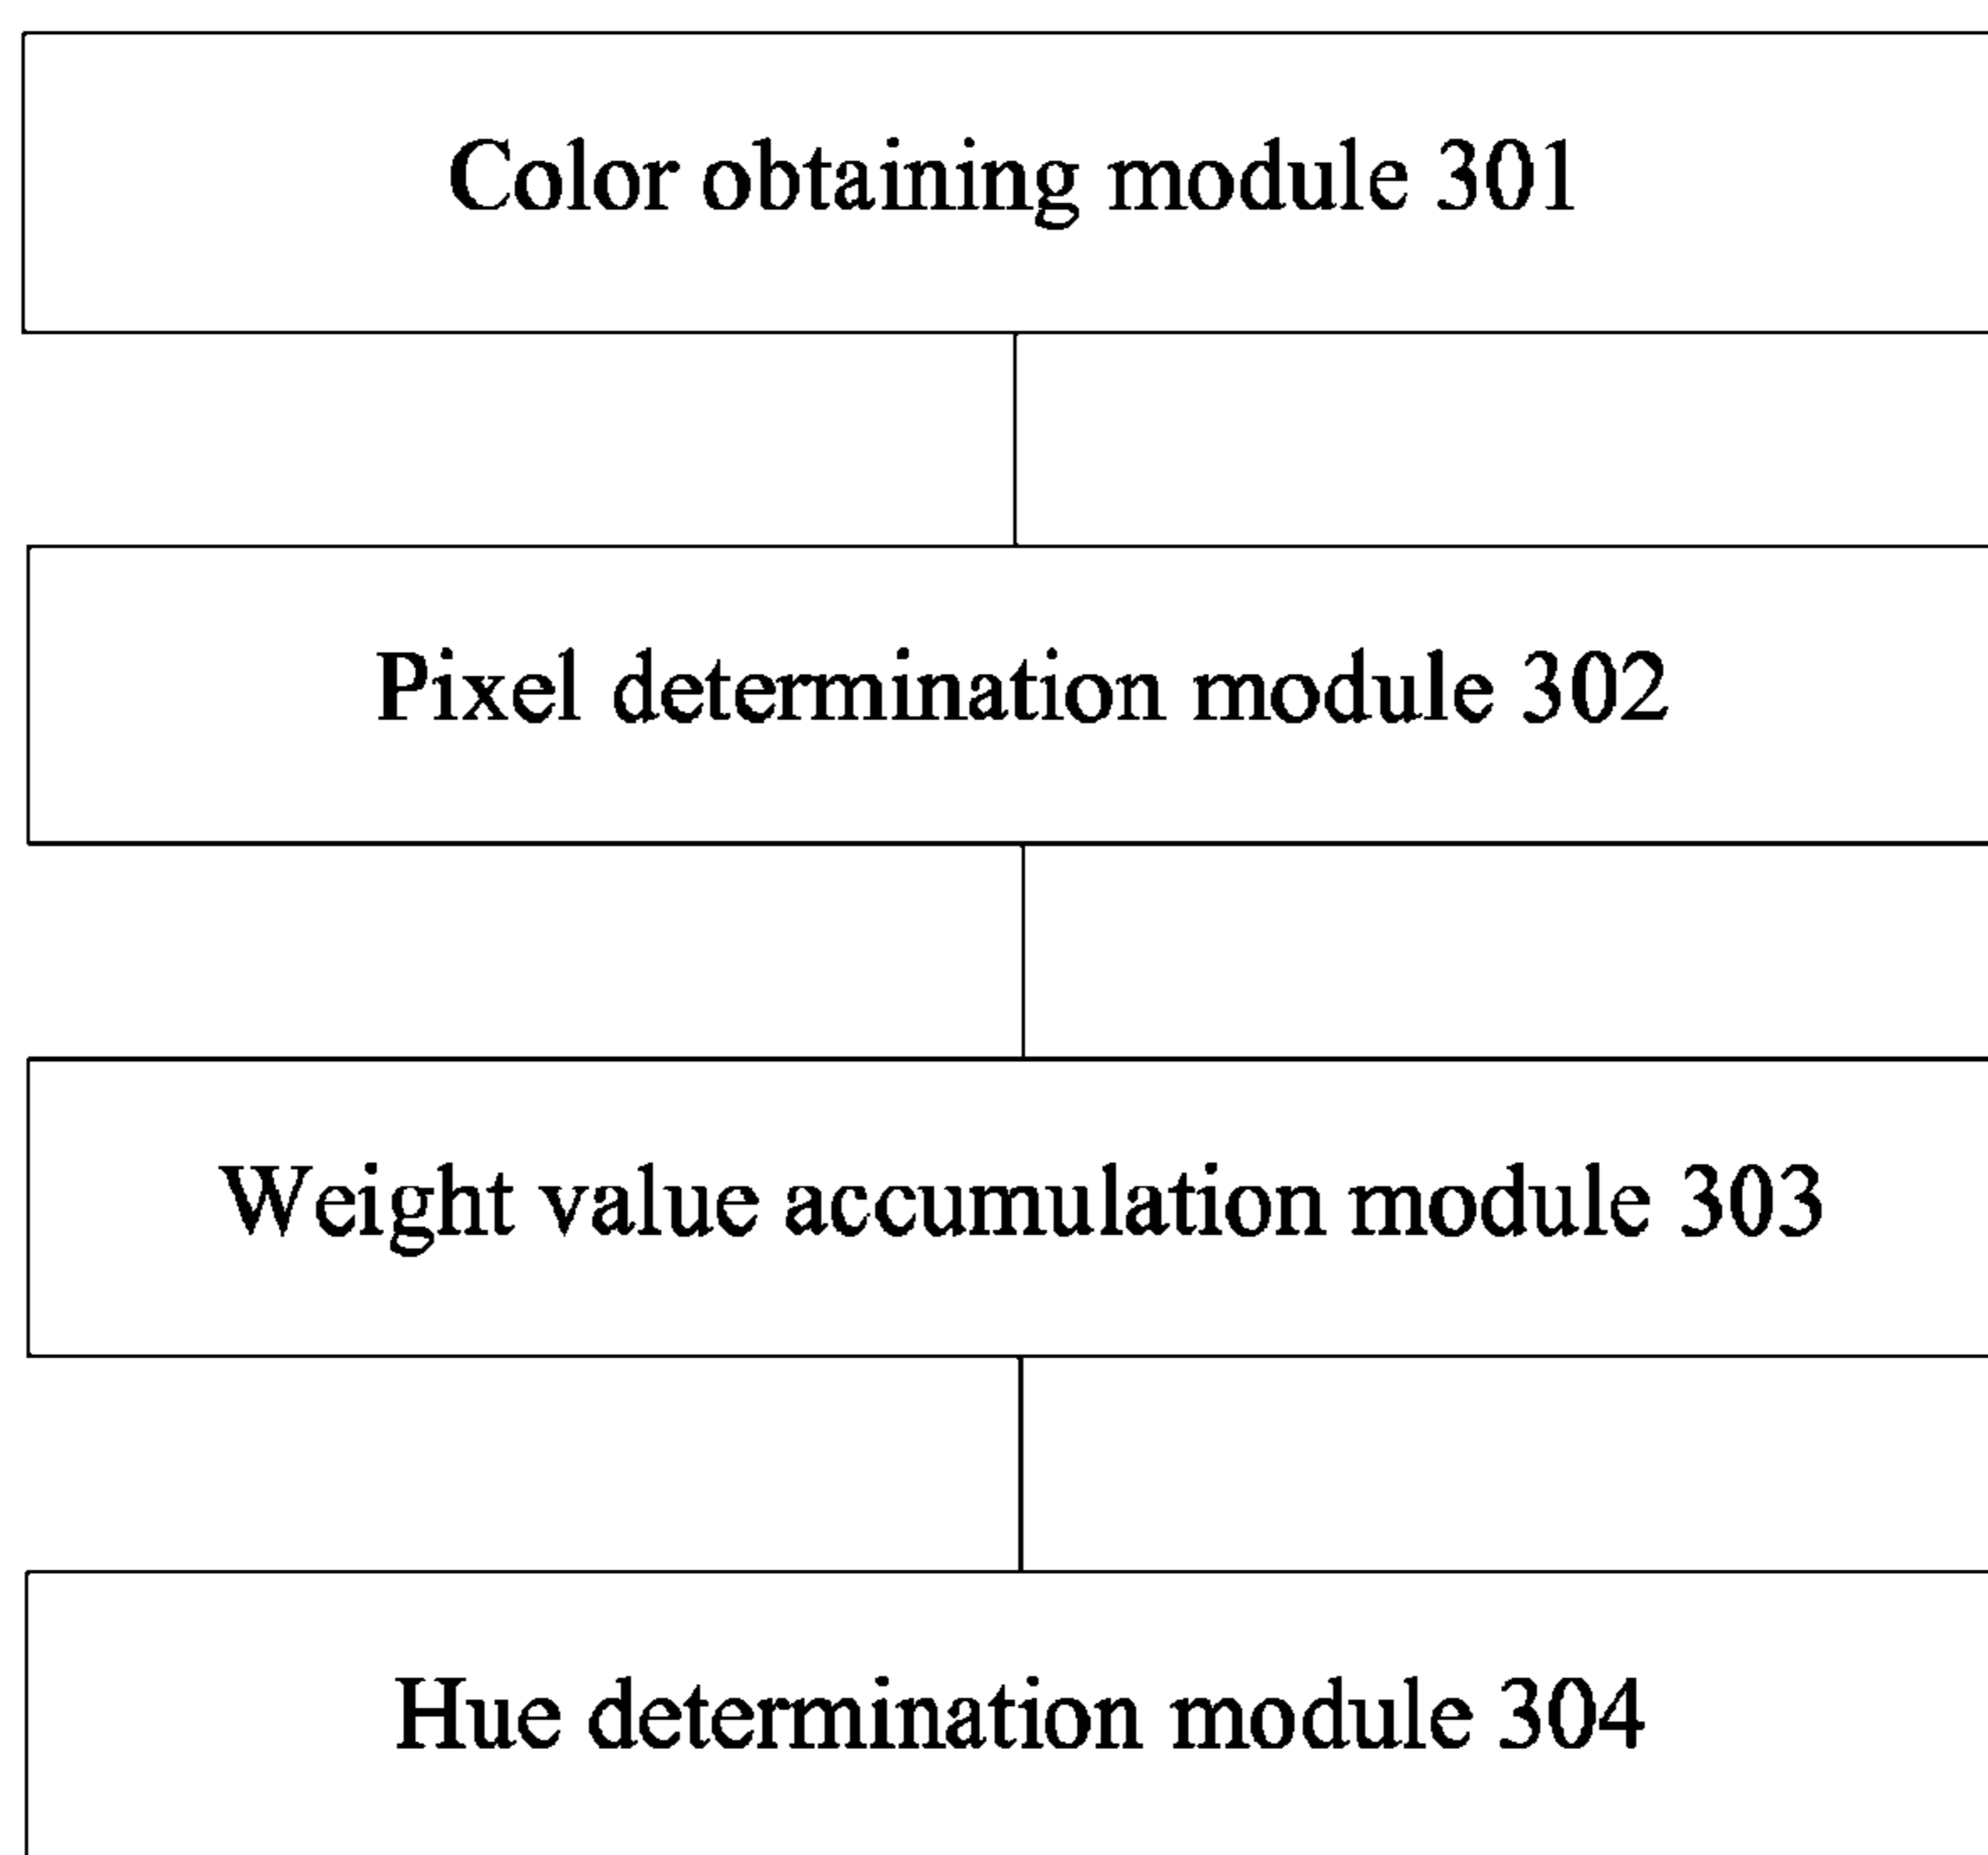 Color obtaining module 301
Pixel determination module 302
Weight value accumulation module 303
Hue determination module 304